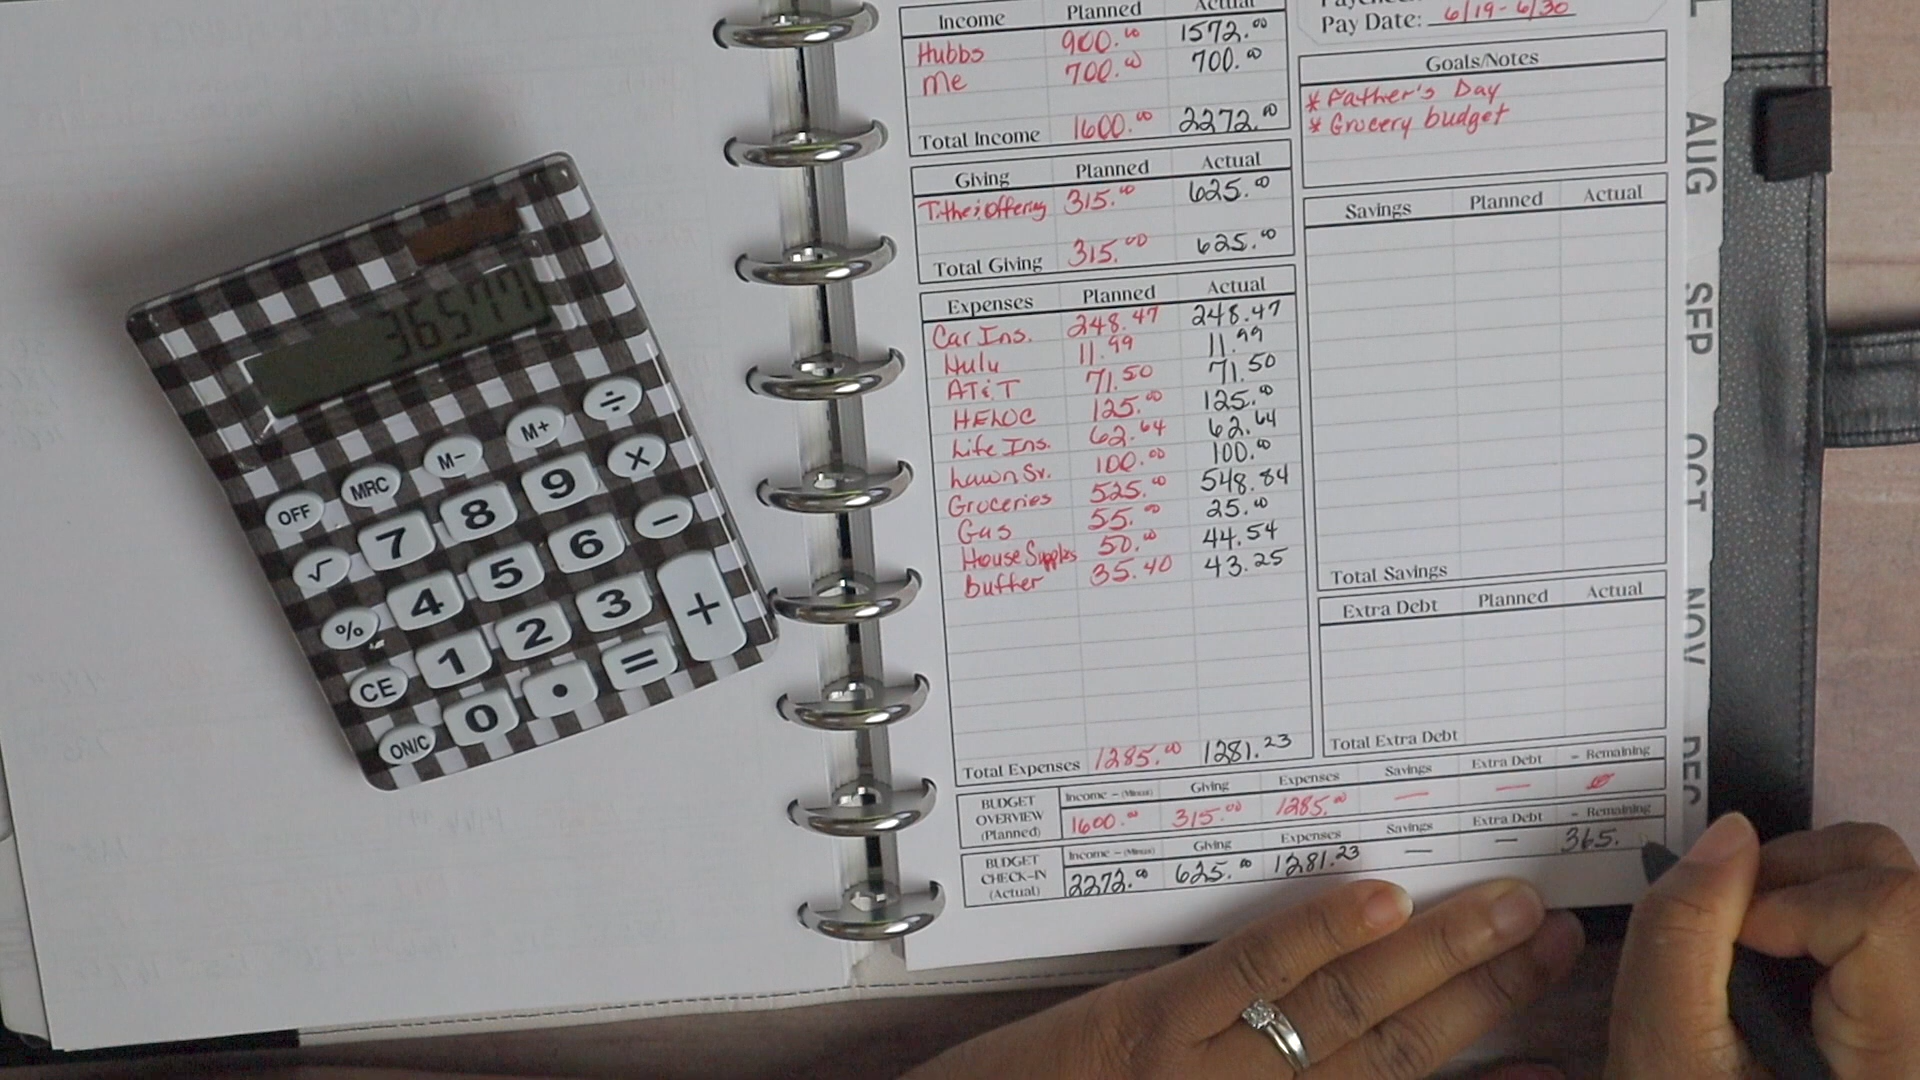 Income Planned Actual
Hubbs 900.00 1572.00
Me 700.00 700.00
Total Income 1600.00 2272.00
Giving Planned Actual
Tithe & Offering 315.00 625.00
Total Giving 315.00 625.00
Expenses Planned Actual
Car Ins. 248.47 248.47
Hulu 11.99 11.99
AT&T 71.50 71.50
HELOC 125.00 125.00
Life Ins. 62.64 62.64
Lawn Sv. 100.00 100.00
Groceries 525.00 548.84
Gas 55.00 25.00
House Supplies 50.00 44.54
Buffer 35.40 43.25
Total Expenses 1285.00 1281.23
Pay Date: 6/19-6/30
Goals/Notes
* Father's Day
* Grocery budget
Savings Planned Actual
Total Savings
Extra Debt Planned Actual
Total Extra Debt
BUDGET OVERVIEW (Planned)
Income - (Minus) Giving Expenses Savings Extra Debt = Remaining
1600.00 315.00 1285.00 — — 0
BUDGET CHECK-IN (Actual)
Income - (Minus) Giving Expenses Savings Extra Debt = Remaining
2272.00 625.00 1281.23 — — 365.
AUG
SEP
OCT
NOV
DEC
365.77
OFF MRC M- M+ ÷
√ 7 8 9 ×
% 4 5 6 −
CE 1 2 3 +
ON/C 0 • =